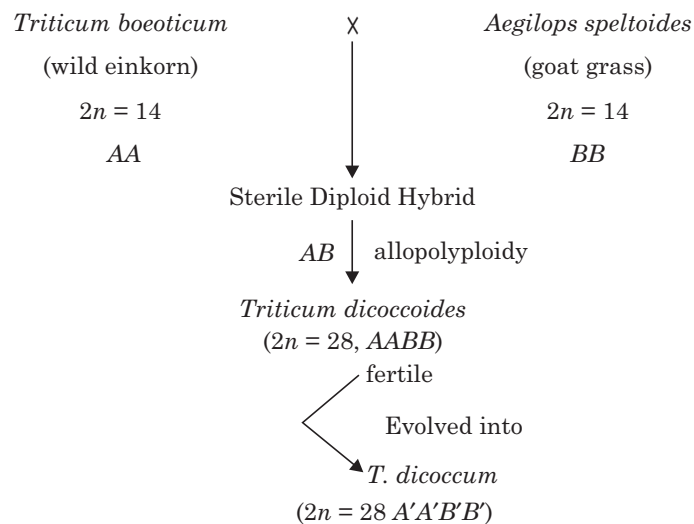 Triticum boeoticum X Aegilops speltoides
(wild einkorn) (goat grass)
2n = 14 2n = 14
AA BB
Sterile Diploid Hybrid
AB allopolyploidy
Triticum dicoccoides
(2n = 28, AABB)
fertile
Evolved into
T. dicoccum
(2n = 28 A′A′B′B′)